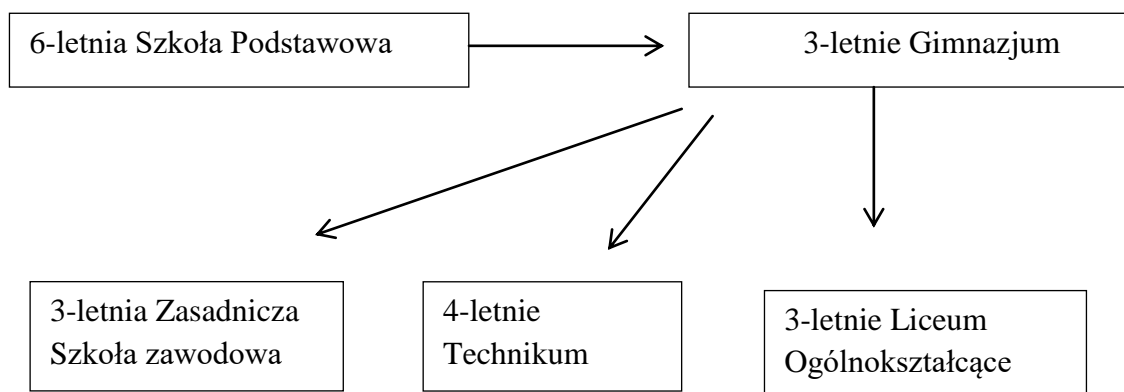 6-letnia Szkoła Podstawowa
3-letnie Gimnazjum
3-letnia Zasadnicza
Szkoła zawodowa
4-letnie
Technikum
3-letnie Liceum
Ogólnokształcące